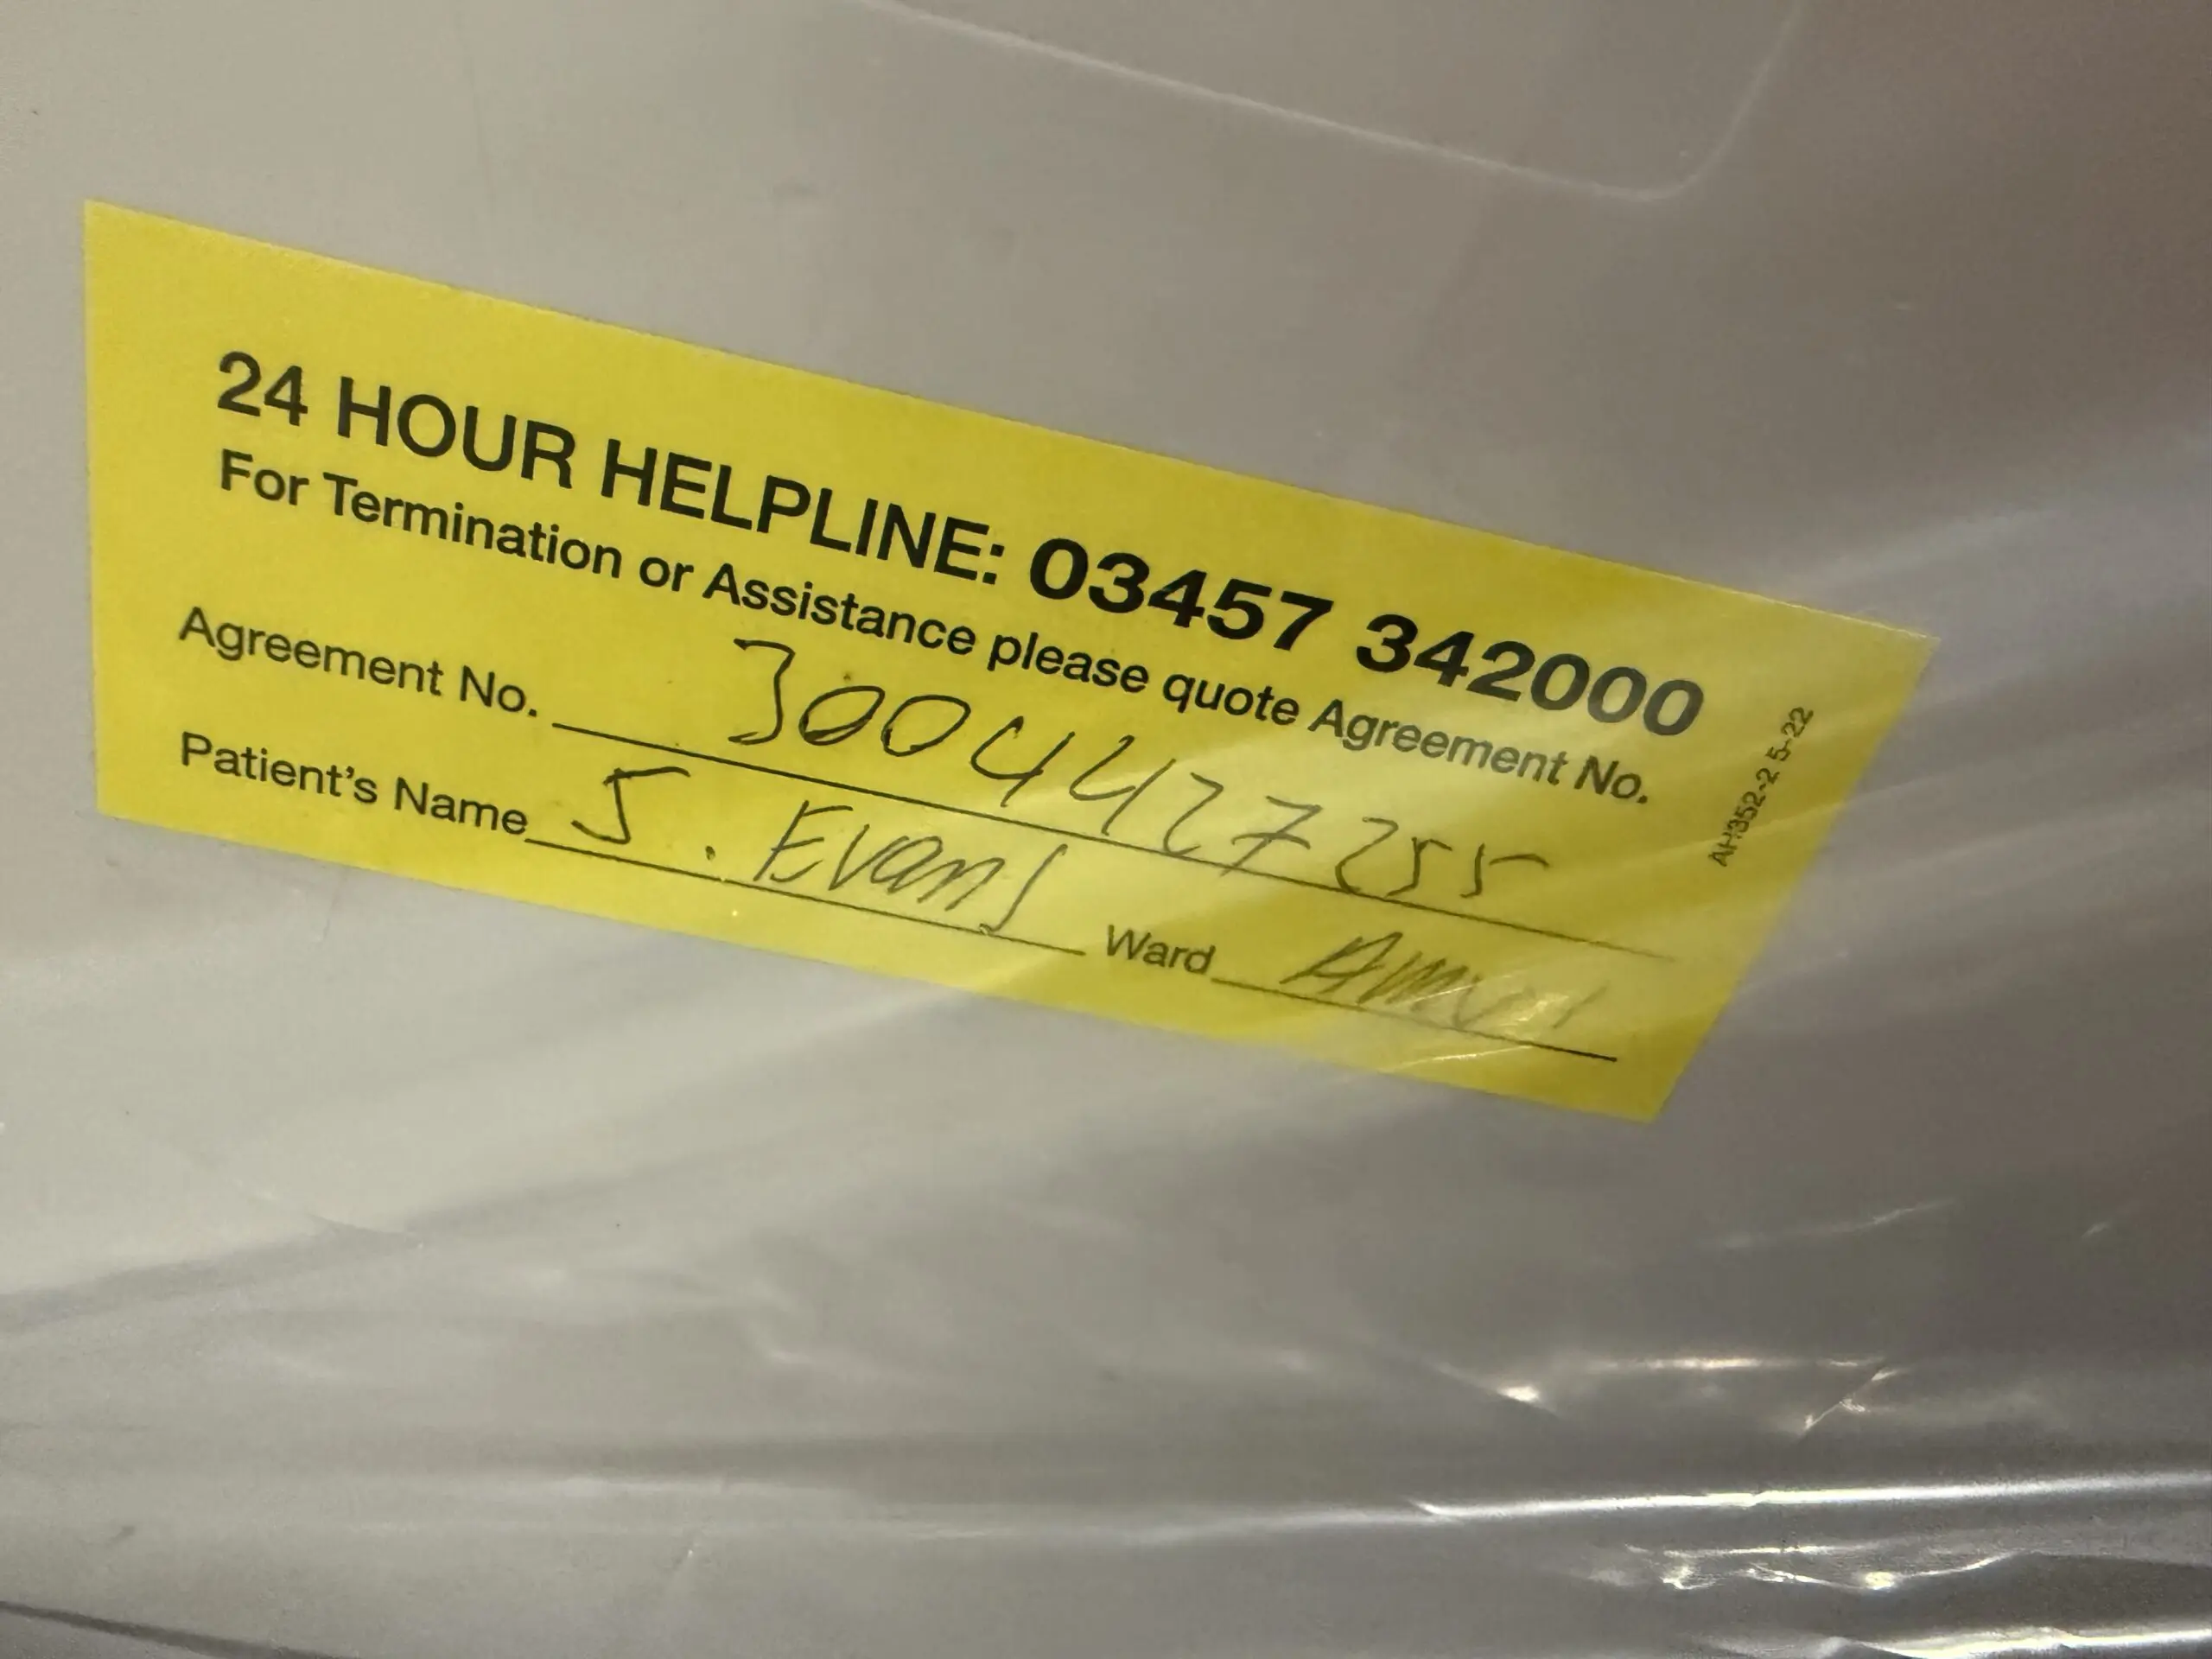 24 HOUR HELPLINE: 03457 342000
For Termination or Assistance please quote Agreement No.
Agreement No. 3004427255
Patient's Name S. Evans Ward
AH352-2 5-22